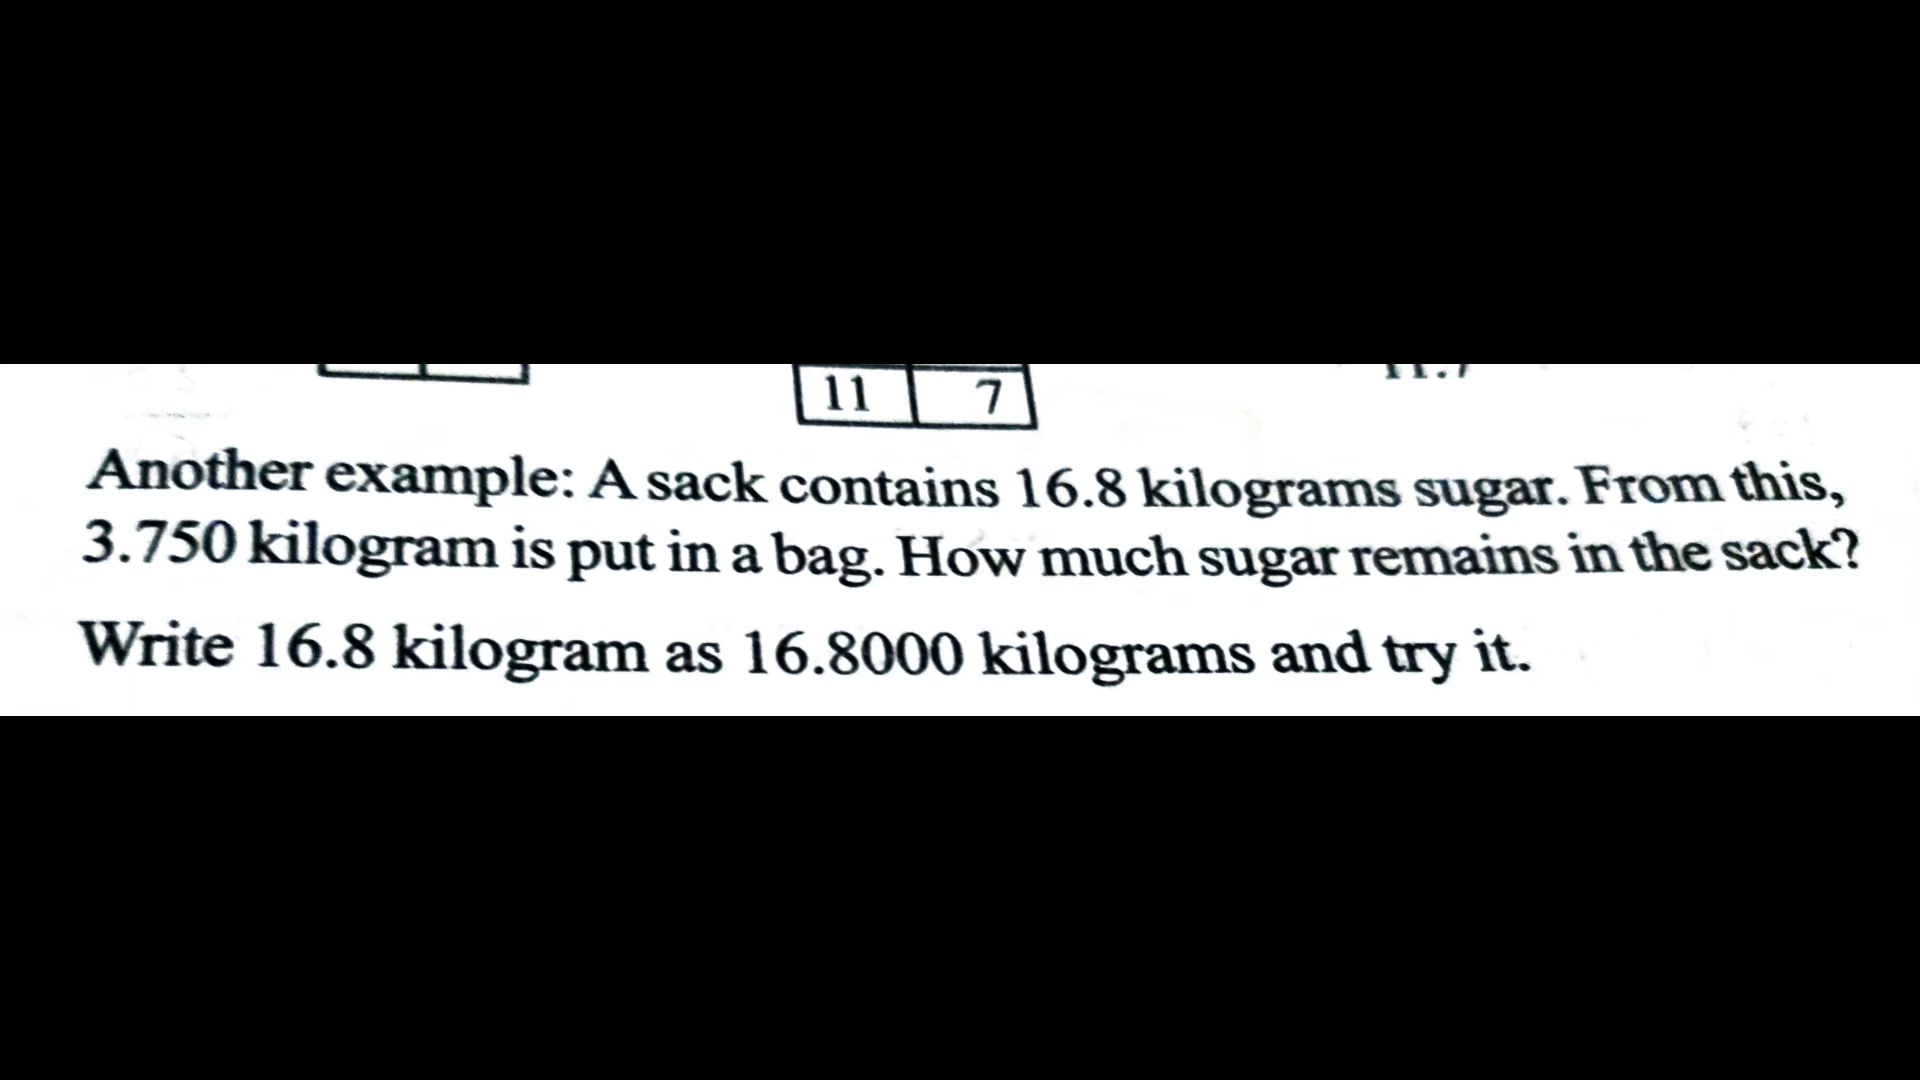 11 7
Another example: A sack contains 16.8 kilograms sugar. From this,
3.750 kilogram is put in a bag. How much sugar remains in the sack?
Write 16.8 kilogram as 16.8000 kilograms and try it.